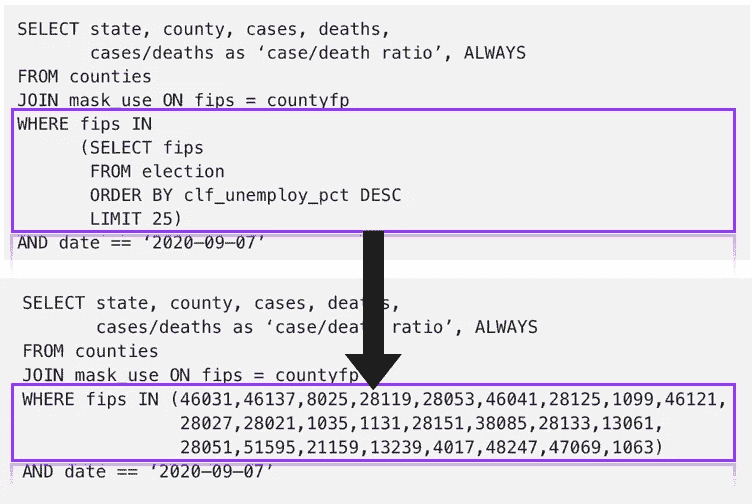 SELECT state, county, cases, deaths,
cases/deaths as ‘case/death ratio’, ALWAYS
FROM counties
JOIN mask_use ON fips = countyfp
WHERE fips IN
(SELECT fips
FROM election
ORDER BY clf_unemploy_pct DESC
LIMIT 25)
AND date == ‘2020–09–07’
SELECT state, county, cases, deaths,
cases/death ratio’, ALWAYS
FROM counties
JOIN mask_use ON fips = countyfp
WHERE fips IN (46031,46137,8025,28119,28053,46041,28125,1099,46121,
28027,28021,1035,1131,28151,38085,28133,13061,
28051,51595,21159,13239,4017,48247,47069,1063)
AND date == ‘2020–09–07’